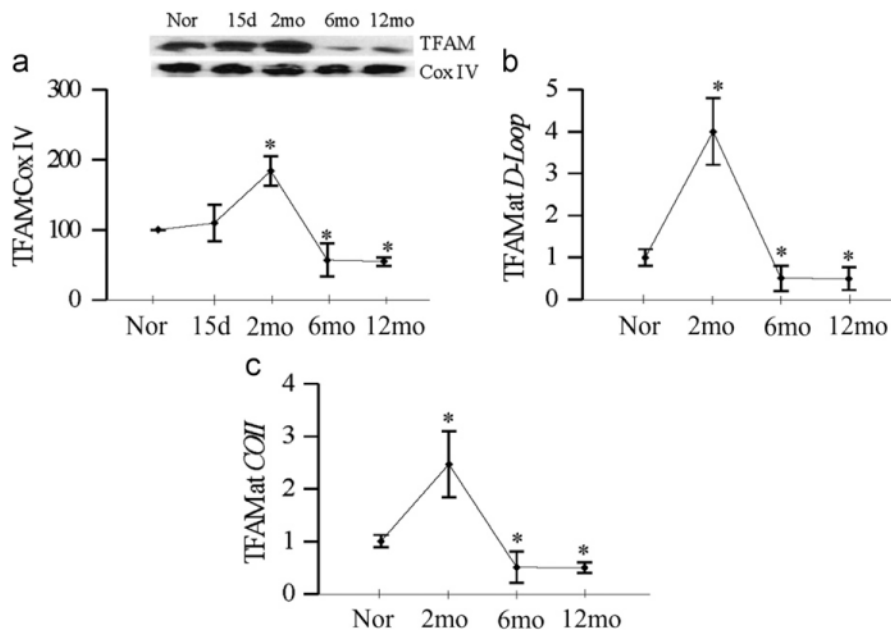 Nor 15d 2mo 6mo 12mo
TFAM
Cox IV
a
300
200
100
0
TFAM:Cox IV
* * *
Nor 15d 2mo 6mo 12mo
b
5
4
3
2
1
0
TFAM at D-Loop
* * *
Nor 2mo 6mo 12mo
c
4
3
2
1
0
TFAM at COII
* * *
Nor 2mo 6mo 12mo